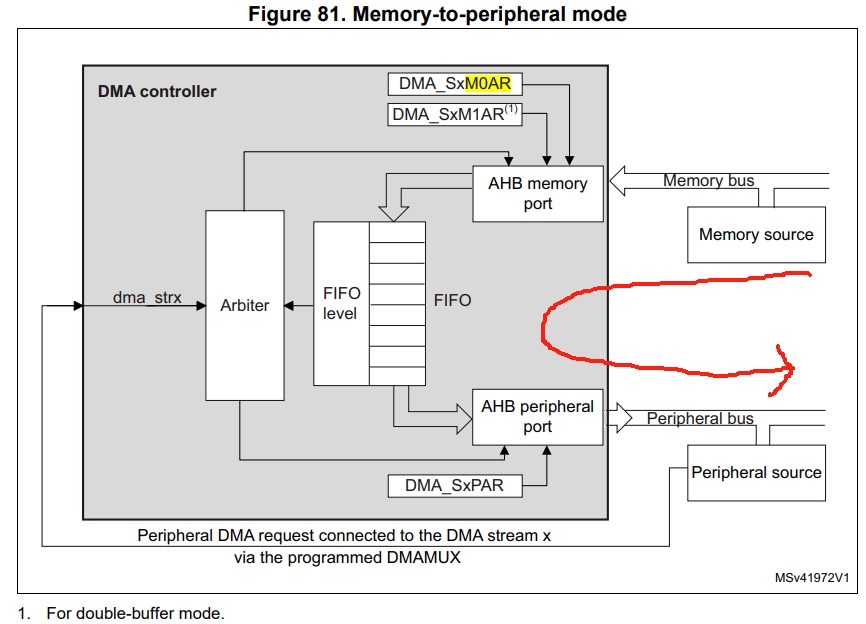 Figure 81. Memory-to-peripheral mode
DMA controller
DMA_SxM0AR
DMA_SxM1AR(1)
AHB memory
port
Memory bus
Memory source
dma_strx
Arbiter
FIFO
level
FIFO
AHB peripheral
port
Peripheral bus
Peripheral source
DMA_SxPAR
Peripheral DMA request connected to the DMA stream x
via the programmed DMAMUX
MSv41972V1
1. For double-buffer mode.